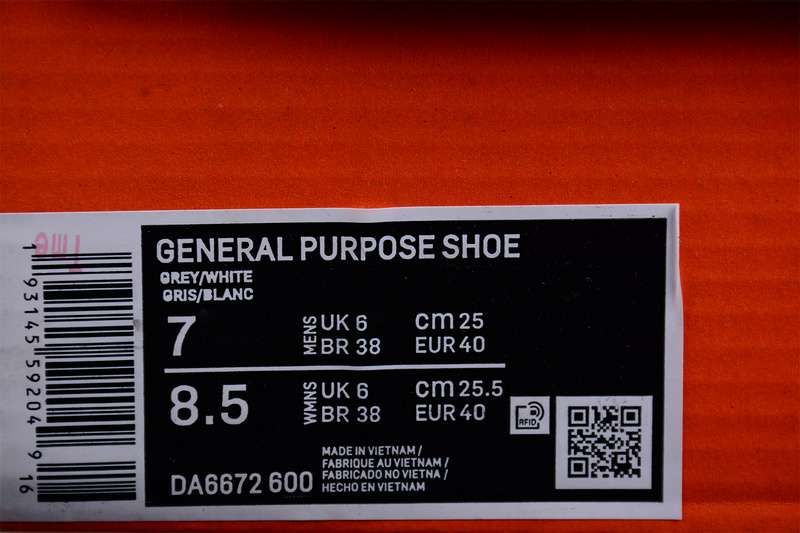 GENERAL PURPOSE SHOE
GREY/WHITE
GRIS/BLANC
7
MENS
UK 6
BR 38
cm 25
EUR 40
8.5
WMNS
UK 6
BR 38
cm 25.5
EUR 40
RFID
DA6672 600
MADE IN VIETNAM /
FABRIQUE AU VIETNAM /
FABRICADO NO VIETNA /
HECHO EN VIETNAM
1 93145 59204 9 16